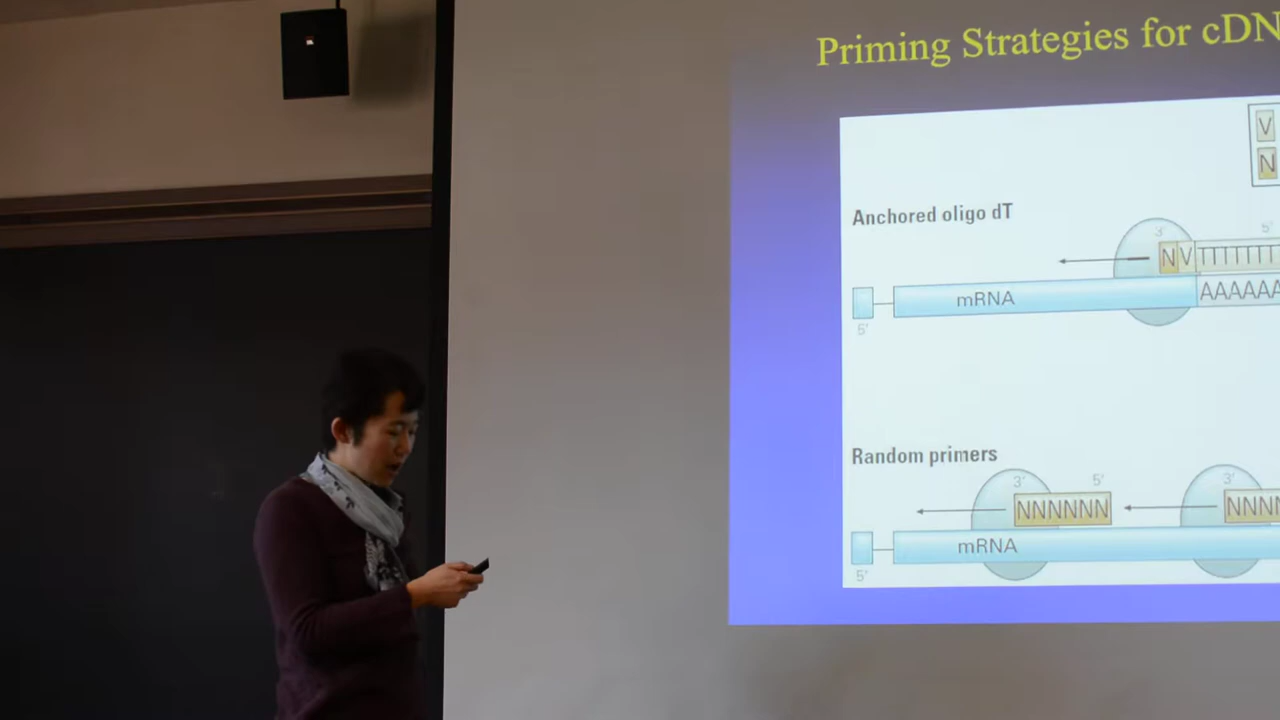 Priming Strategies for cDN
V
N
Anchored oligo dT
3' 5'
NVTTTTTTT
mRNA AAAAAA
5'
Random primers
3' 5' 3'
NNNNNN NNNN
mRNA
5'